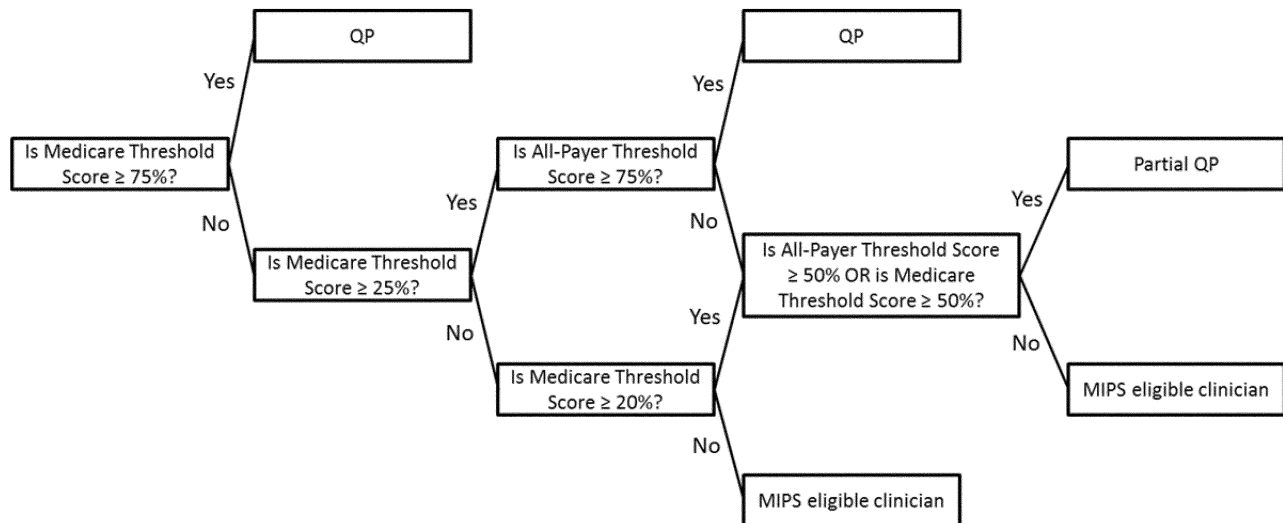 QP
QP
Yes
Yes
Is Medicare Threshold
Score ≥ 75%?
Is All-Payer Threshold
Score ≥ 75%?
Partial QP
Yes
Yes
No
No
Is Medicare Threshold
Score ≥ 25%?
Is All-Payer Threshold Score
≥ 50% OR is Medicare
Threshold Score ≥ 50%?
No
Yes
No
Is Medicare Threshold
Score ≥ 20%?
MIPS eligible clinician
No
MIPS eligible clinician